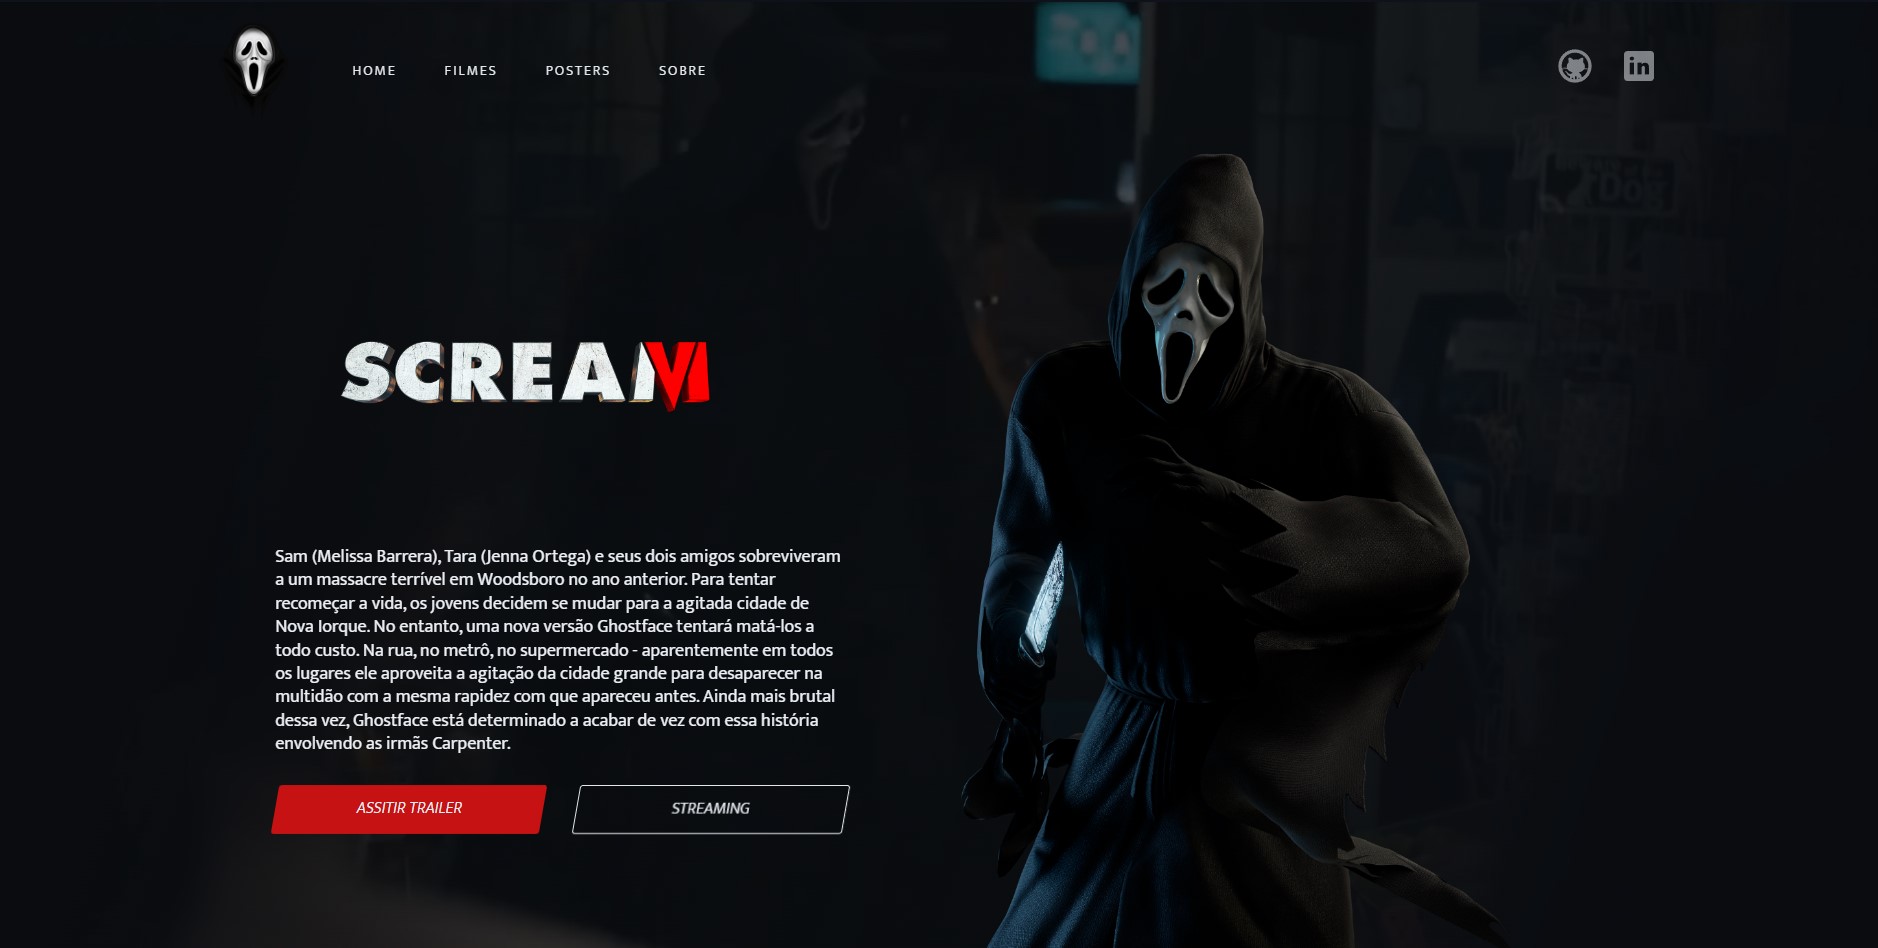 HOME FILMES POSTERS SOBRE
in
Dog
SCREAM VI
Sam (Melissa Barrera), Tara (Jenna Ortega) e seus dois amigos sobreviveram
a um massacre terrível em Woodsboro no ano anterior. Para tentar
recomeçar a vida, os jovens decidem se mudar para a agitada cidade de
Nova Iorque. No entanto, uma nova versão Ghostface tentará matá-los a
todo custo. Na rua, no metrô, no supermercado - aparentemente em todos
os lugares ele aproveita a agitação da cidade grande para desaparecer na
multidão com a mesma rapidez com que apareceu antes. Ainda mais brutal
dessa vez, Ghostface está determinado a acabar de vez com essa história
envolvendo as irmãs Carpenter.
ASSITIR TRAILER STREAMING